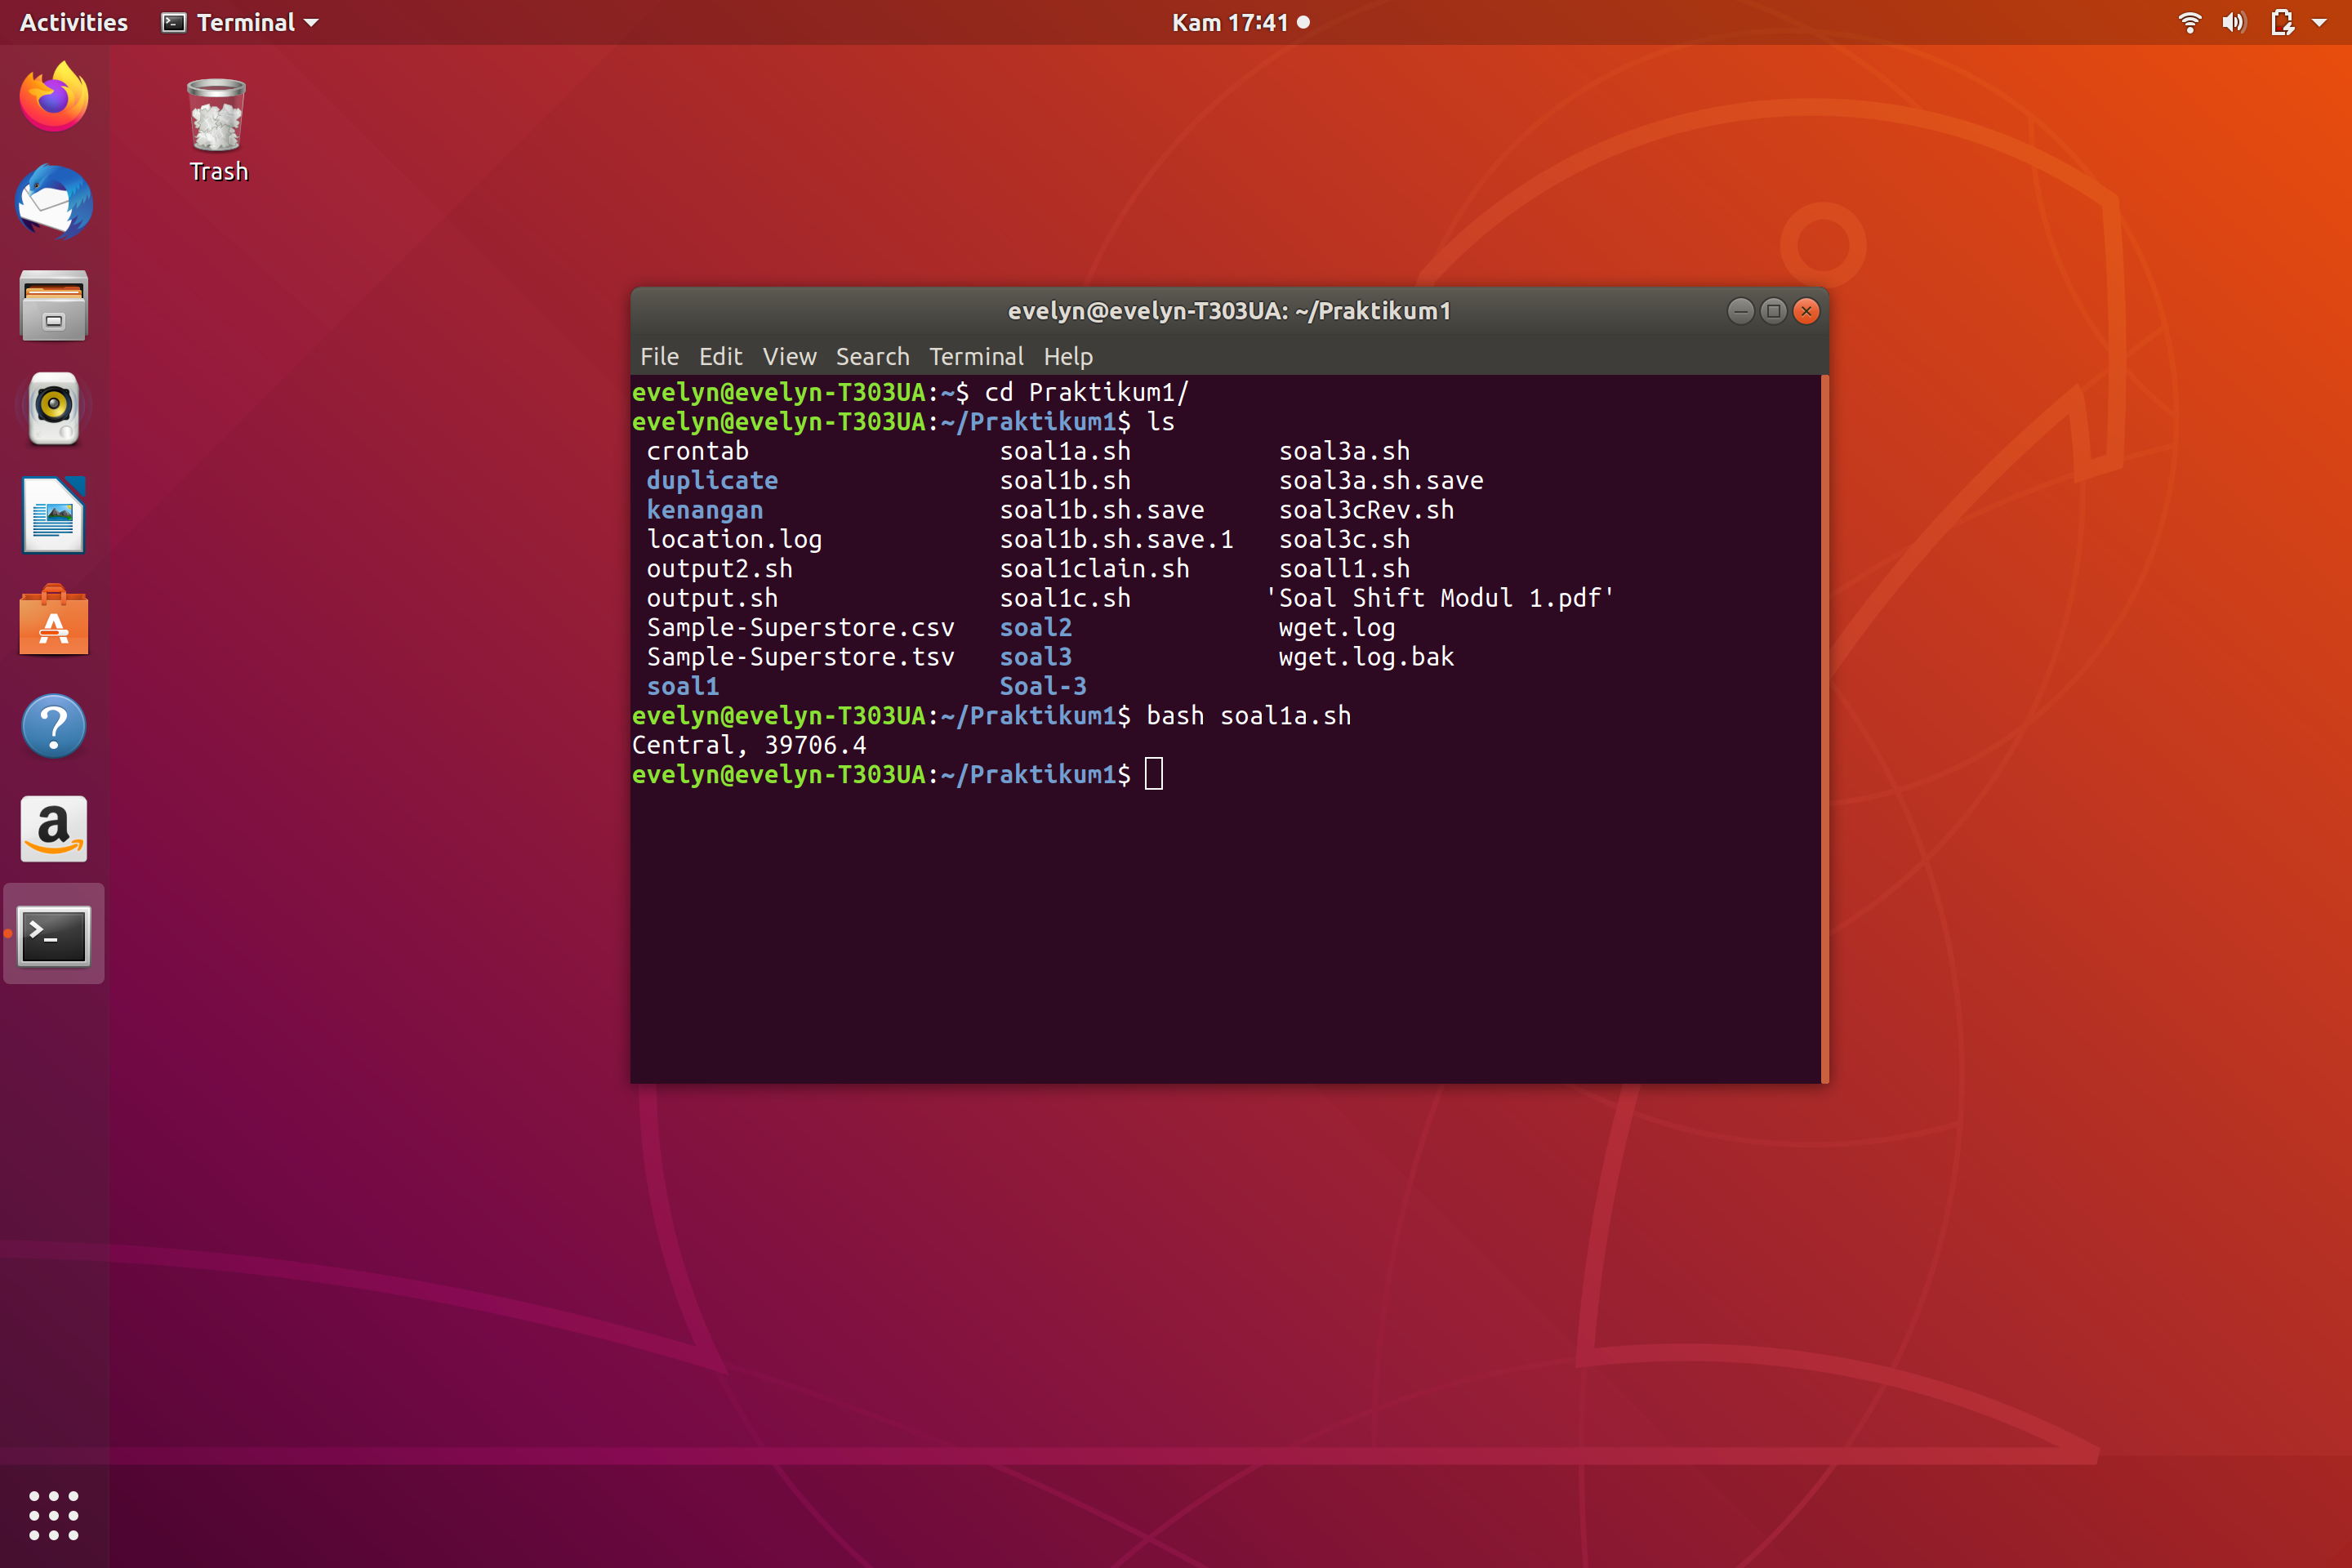 Activities Terminal Kam 17:41
Trash
evelyn@evelyn-T303UA: ~/Praktikum1
File Edit View Search Terminal Help
evelyn@evelyn-T303UA:~$ cd Praktikum1/
evelyn@evelyn-T303UA:~/Praktikum1$ ls
crontab soal1a.sh soal3a.sh
duplicate soal1b.sh soal3a.sh.save
kenangan soal1b.sh.save soal3cRev.sh
location.log soal1b.sh.save.1 soal3c.sh
output2.sh soal1clain.sh soall1.sh
output.sh soal1c.sh 'Soal Shift Modul 1.pdf'
Sample-Superstore.csv soal2 wget.log
Sample-Superstore.tsv soal3 wget.log.bak
soal1 Soal-3
evelyn@evelyn-T303UA:~/Praktikum1$ bash soal1a.sh
Central, 39706.4
evelyn@evelyn-T303UA:~/Praktikum1$